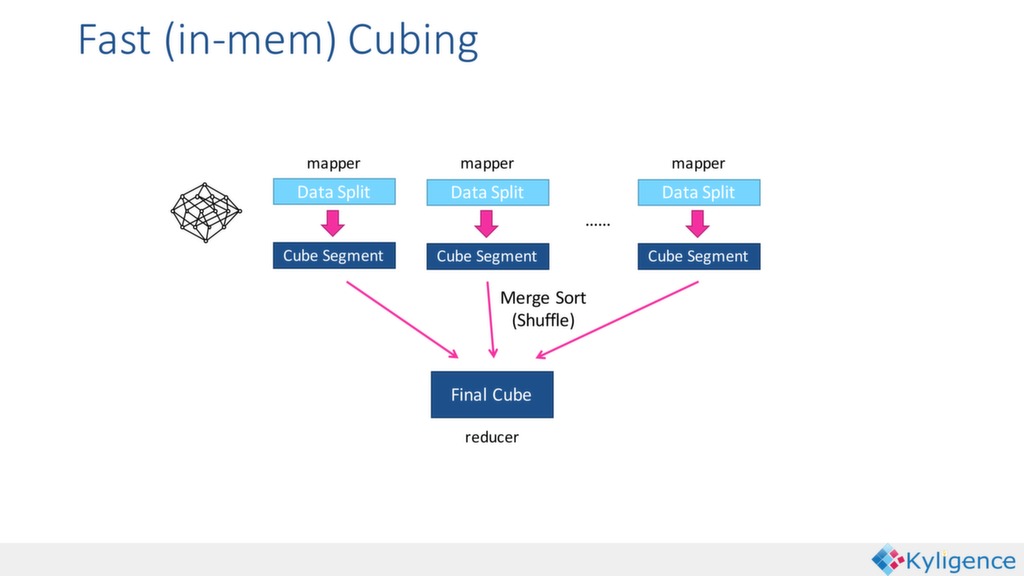 Fast (in-mem) Cubing
mapper mapper mapper
Data Split Data Split Data Split
......
Cube Segment Cube Segment Cube Segment
Merge Sort
(Shuffle)
Final Cube
reducer
Kyligence